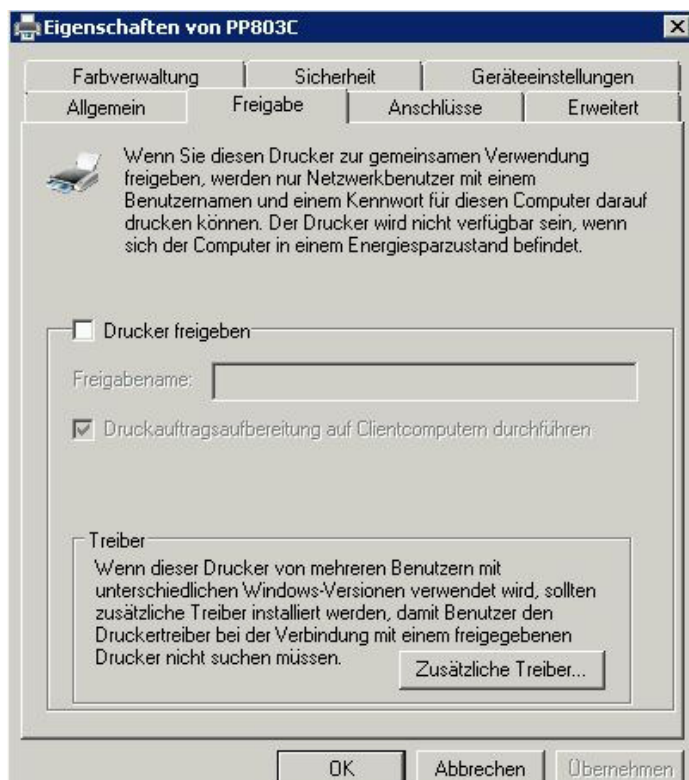 Eigenschaften von PP803C
Farbverwaltung Sicherheit Geräteeinstellungen
Allgemein Freigabe Anschlüsse Erweitert
Wenn Sie diesen Drucker zur gemeinsamen Verwendung
freigeben, werden nur Netzwerkbenutzer mit einem
Benutzernamen und einem Kennwort für diesen Computer darauf
drucken können. Der Drucker wird nicht verfügbar sein, wenn
sich der Computer in einem Energiesparzustand befindet.
Drucker freigeben
Freigabename:
Druckauftragsaufbereitung auf Clientcomputern durchführen
Treiber
Wenn dieser Drucker von mehreren Benutzern mit
unterschiedlichen Windows-Versionen verwendet wird, sollten
zusätzliche Treiber installiert werden, damit Benutzer den
Druckertreiber bei der Verbindung mit einem freigegebenen
Drucker nicht suchen müssen.
Zusätzliche Treiber...
OK Abbrechen Übernehmen